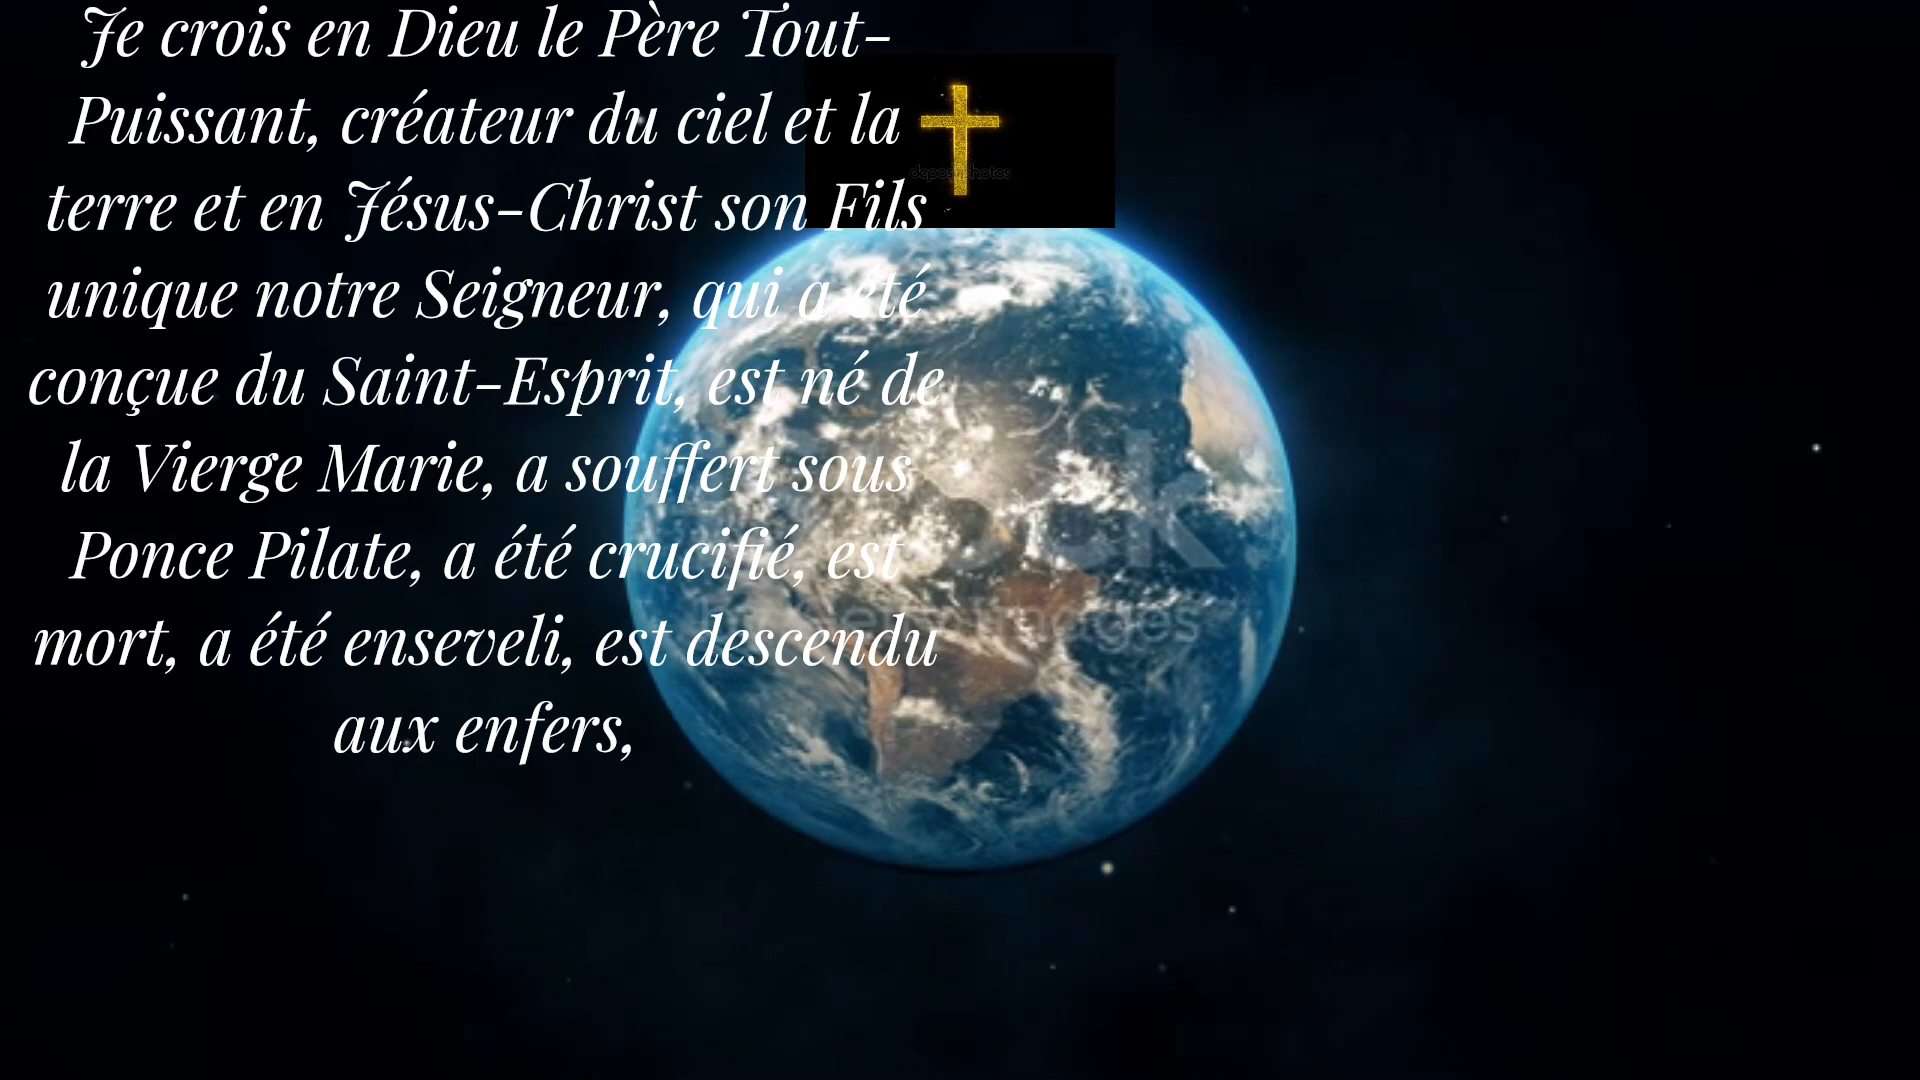 Je crois en Dieu le Père Tout-
Puissant, créateur du ciel et la
terre et en Jésus-Christ son Fils
unique notre Seigneur, qui a été
conçue du Saint-Esprit, est né de
la Vierge Marie, a souffert sous
Ponce Pilate, a été crucifié, est
mort, a été enseveli, est descendu
aux enfers,
depositphotos